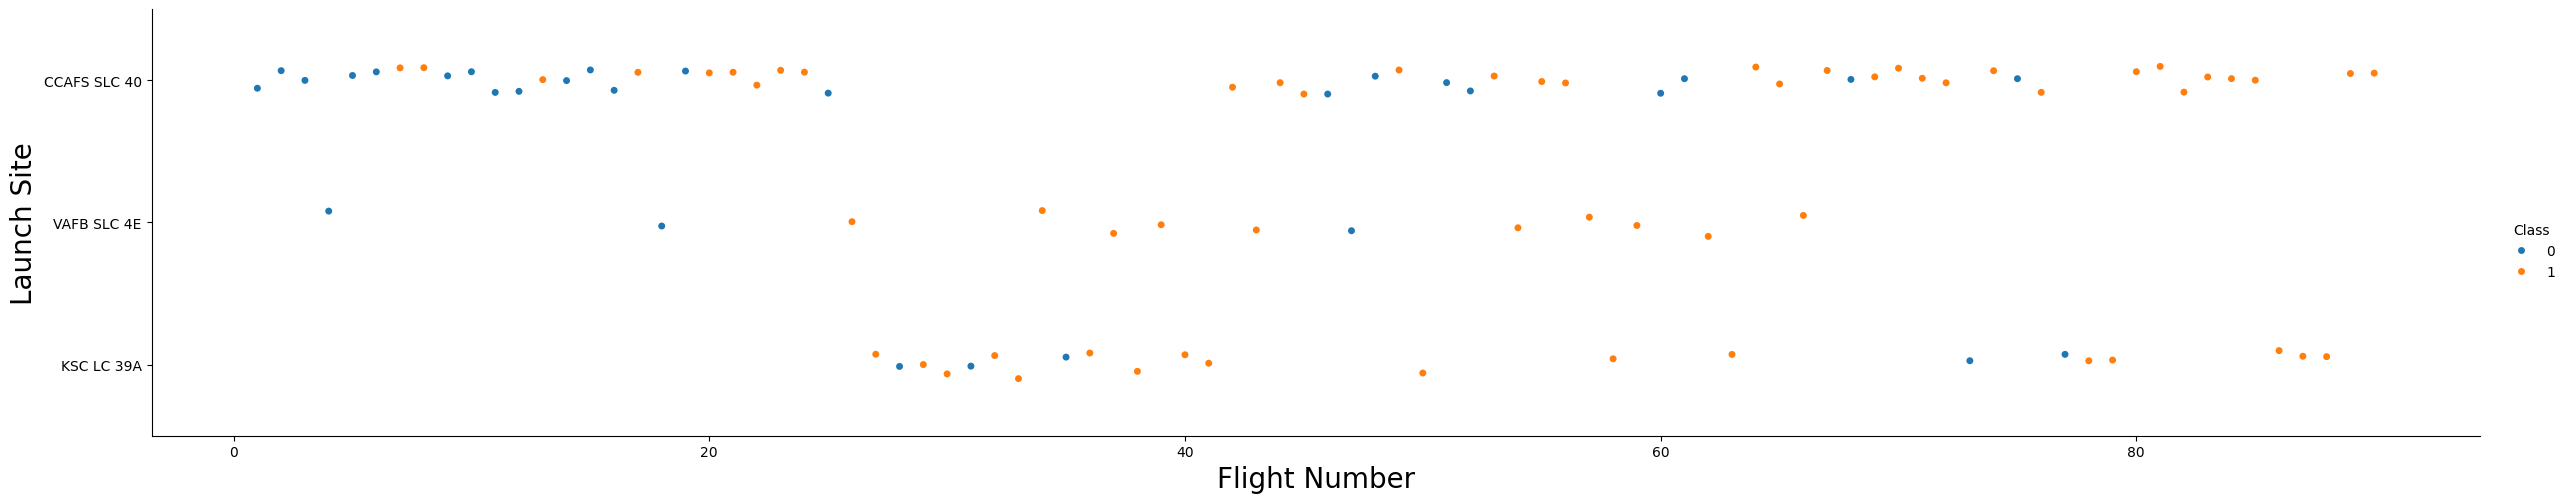 CCAFS SLC 40
VAFB SLC 4E
KSC LC 39A
Launch Site
0 20 40 60 80
Flight Number
Class
0
1